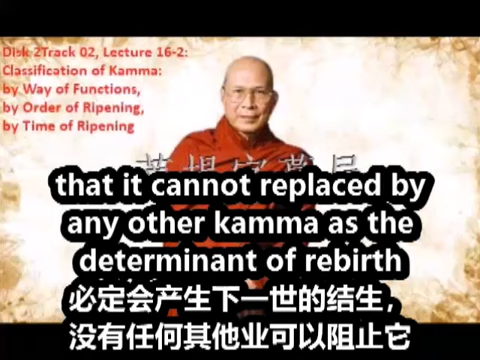 Disk 2Track 02, Lecture 16-2:
Classification of Kamma:
by Way of Functions,
by Order of Ripening,
by Time of Ripening
that it cannot replaced by
any other kamma as the
determinant of rebirth
必定会产生下一世的结生，
没有任何其他业可以阻止它